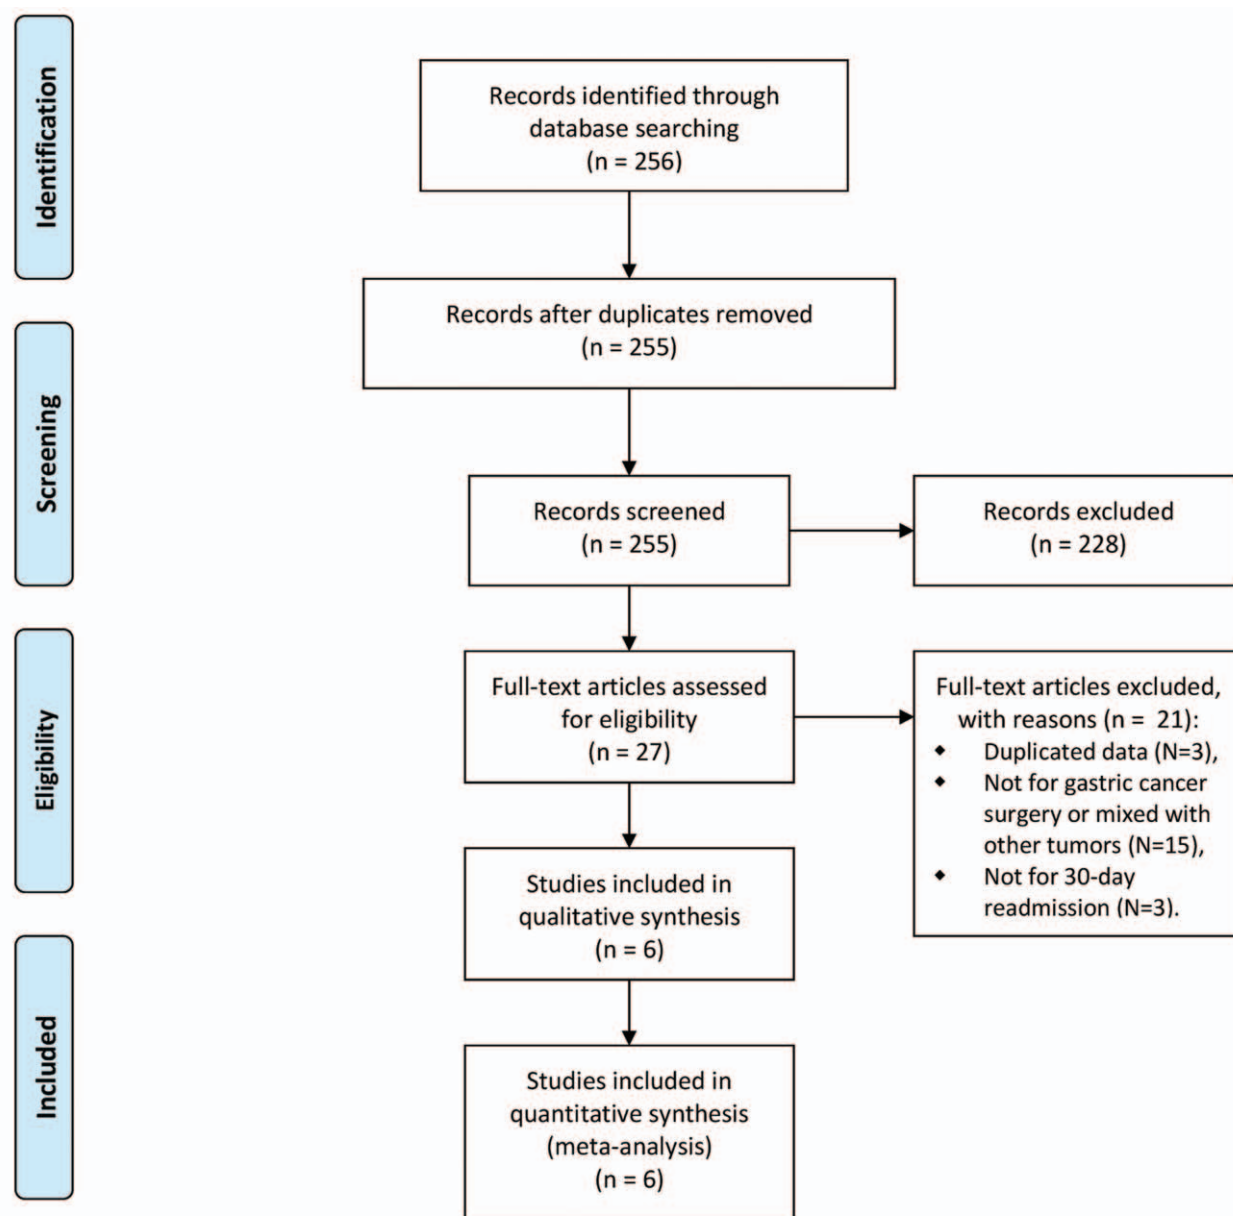 Identification
Records identified through
database searching
(n = 256)
Records after duplicates removed
(n = 255)
Screening
Records screened
(n = 255)
Records excluded
(n = 228)
Eligibility
Full-text articles assessed
for eligibility
(n = 27)
Full-text articles excluded,
with reasons (n = 21):
◆ Duplicated data (N=3),
◆ Not for gastric cancer
surgery or mixed with
other tumors (N=15),
◆ Not for 30-day
readmission (N=3).
Studies included in
qualitative synthesis
(n = 6)
Included
Studies included in
quantitative synthesis
(meta-analysis)
(n = 6)